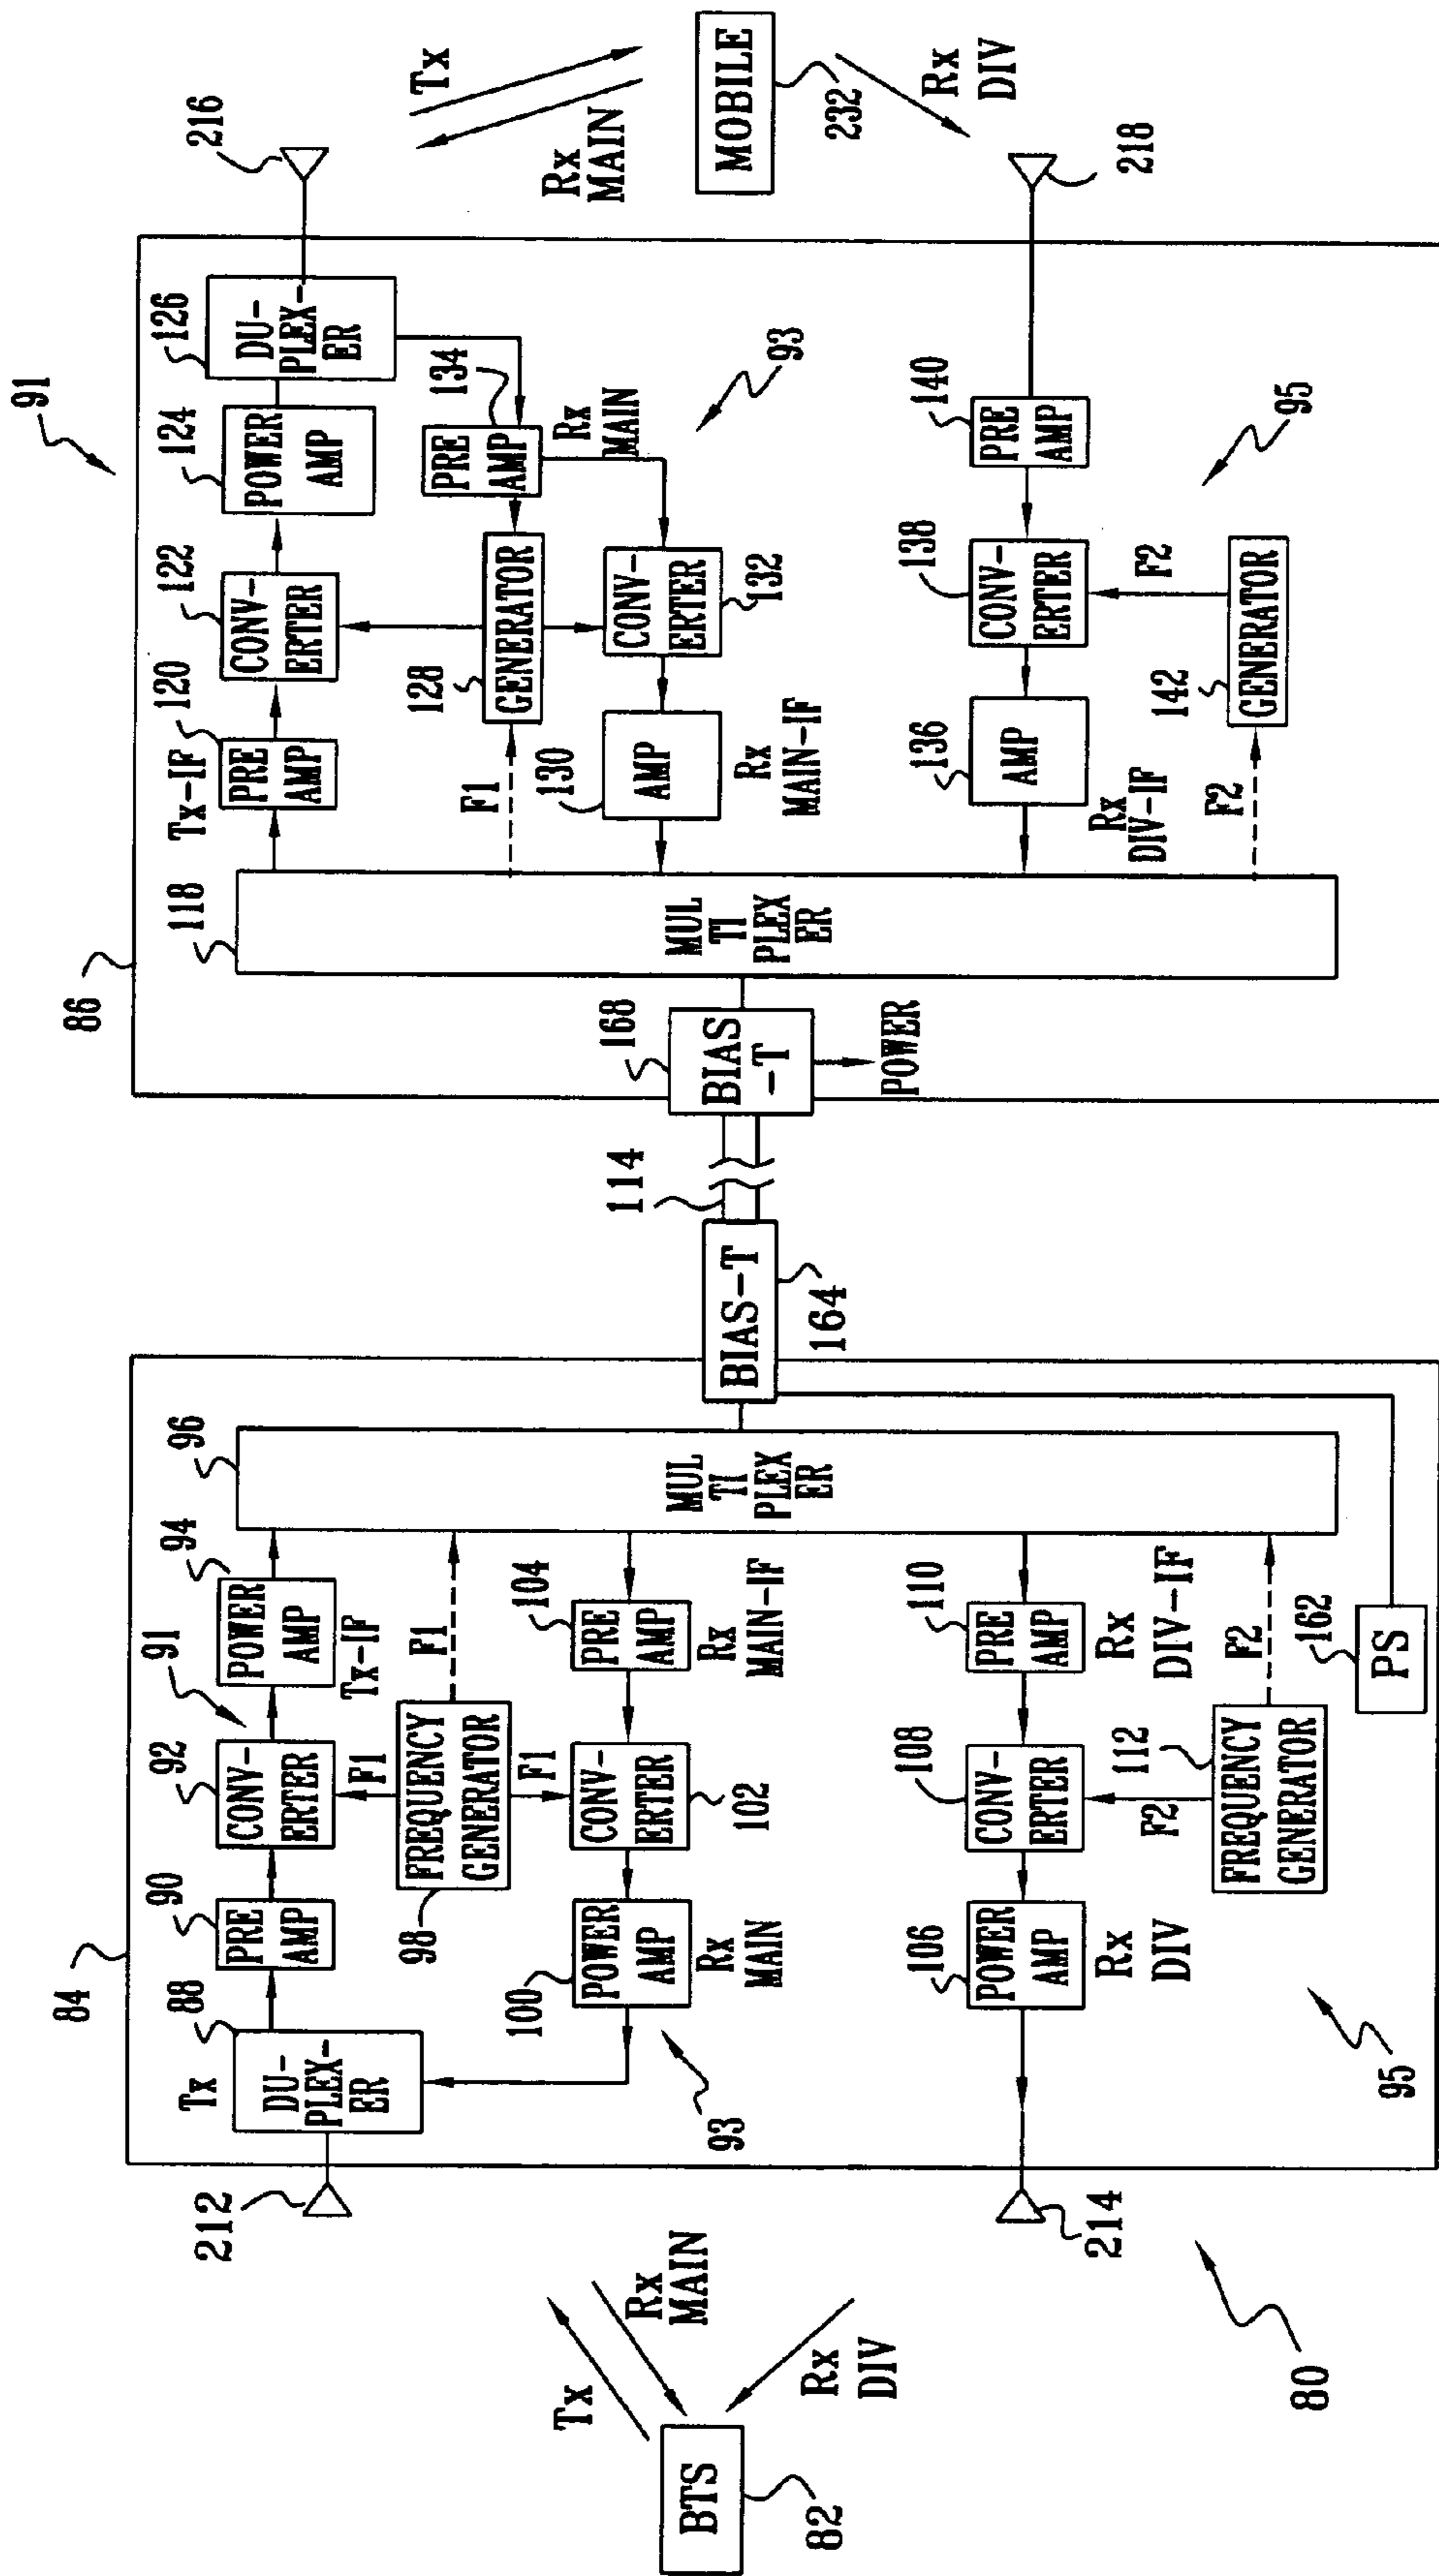 80
BTS
82
Tx
Rx
MAIN
Rx
DIV
212
214
84
Tx
88
DU-
PLEX-
ER
90
PRE
AMP
92
CONV-
ERTER
91
94
POWER
AMP
Tx-IF
96
MUL
TI
PLEX
ER
F1
FREQUENCY
GENERATOR
98
F1
F1
93
100
POWER
AMP
Rx
MAIN
CONV-
ERTER
102
104
PRE
AMP
Rx
MAIN-IF
106
POWER
AMP
Rx
DIV
108
CONV-
ERTER
110
PRE
AMP
Rx
DIV-IF
F2
112
FREQUENCY
GENERATOR
F2
95
162
PS
BIAS-T
164
114
86
168
BIAS
-T
POWER
118
MUL
TI
PLEX
ER
Tx-IF
120
PRE
AMP
122
CONV-
ERTER
124
POWER
AMP
126
DU-
PLEX-
ER
91
216
F1
128
GENERATOR
PRE
AMP
134
Rx
MAIN
130
AMP
Rx
MAIN-IF
CONV-
ERTER
132
93
136
AMP
Rx
DIV-IF
138
CONV-
ERTER
140
PRE
AMP
F2
F2
142
GENERATOR
95
218
Tx
Rx
MAIN
MOBILE
232
Rx
DIV